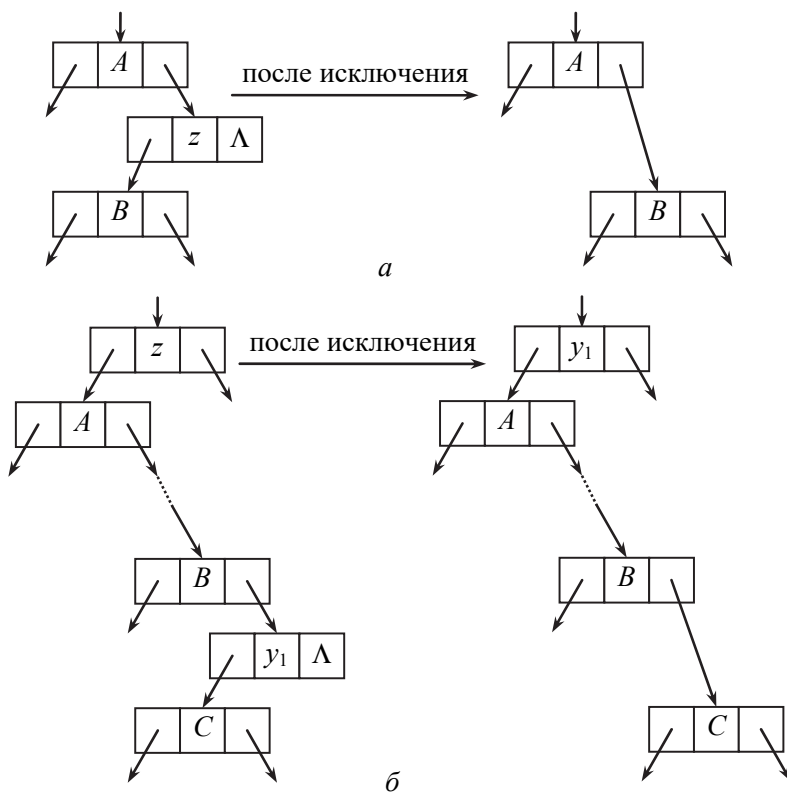 A A
после исключения
z Λ
B B
а
z y₁
после исключения
A A
B B
y₁ Λ
C C
б